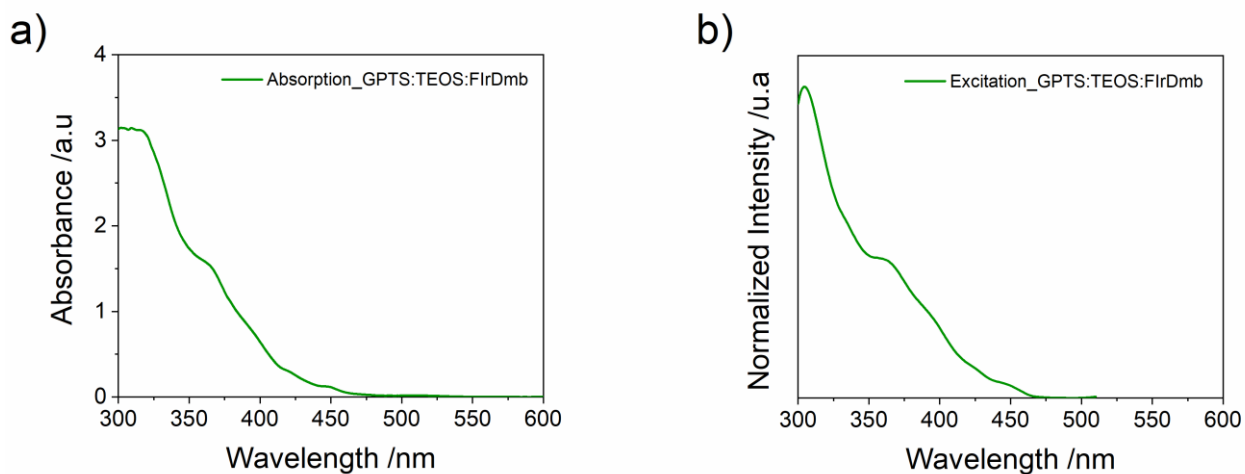 a)
Absorption_GPTS:TEOS:FIrDmb
Absorbance /a.u
4
3
2
1
0
300 350 400 450 500 550 600
Wavelength /nm
b)
Excitation_GPTS:TEOS:FIrDmb
Normalized Intensity /u.a
300 350 400 450 500 550 600
Wavelength /nm